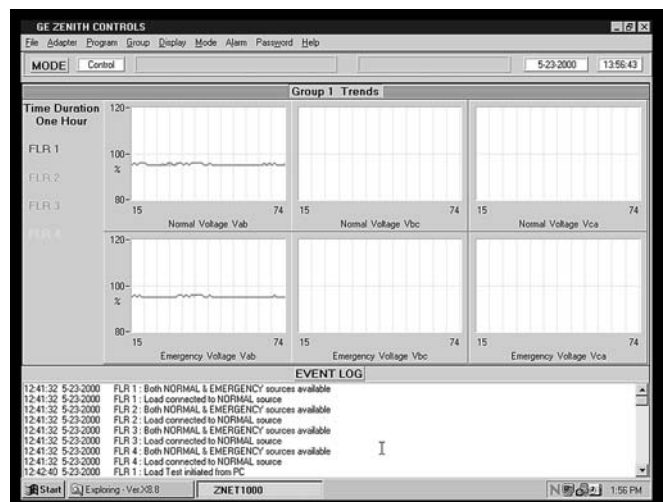 GE ZENITH CONTROLS
File Adapter Program Group Display Mode Alarm Password Help
MODE Control 5-23-2000 13:56:43
Group 1 Trends
Time Duration
One Hour
FLR 1
FLR 2
FLR 3
FLR 4
120-
100-
%
80-
15 74 15 74 15 74
Normal Voltage Vab Normal Voltage Vbc Normal Voltage Vca
120-
100-
%
80-
15 74 15 74 15 74
Emergency Voltage Vab Emergency Voltage Vbc Emergency Voltage Vca
EVENT LOG
12:41:32 5-23-2000 FLR 1 : Both NORMAL & EMERGENCY sources available
12:41:32 5-23-2000 FLR 1 : Load connected to NORMAL source
12:41:32 5-23-2000 FLR 2 : Both NORMAL & EMERGENCY sources available
12:41:32 5-23-2000 FLR 2 : Load connected to NORMAL source
12:41:32 5-23-2000 FLR 3 : Both NORMAL & EMERGENCY sources available
12:41:32 5-23-2000 FLR 3 : Load connected to NORMAL source
12:41:32 5-23-2000 FLR 4 : Both NORMAL & EMERGENCY sources available
12:41:32 5-23-2000 FLR 4 : Load connected to NORMAL source
12:42:40 5-23-2000 FLR 1 : Load Test initiated from PC
Start Exploring - Ver.X8.8 ZNET1000 1:56 PM